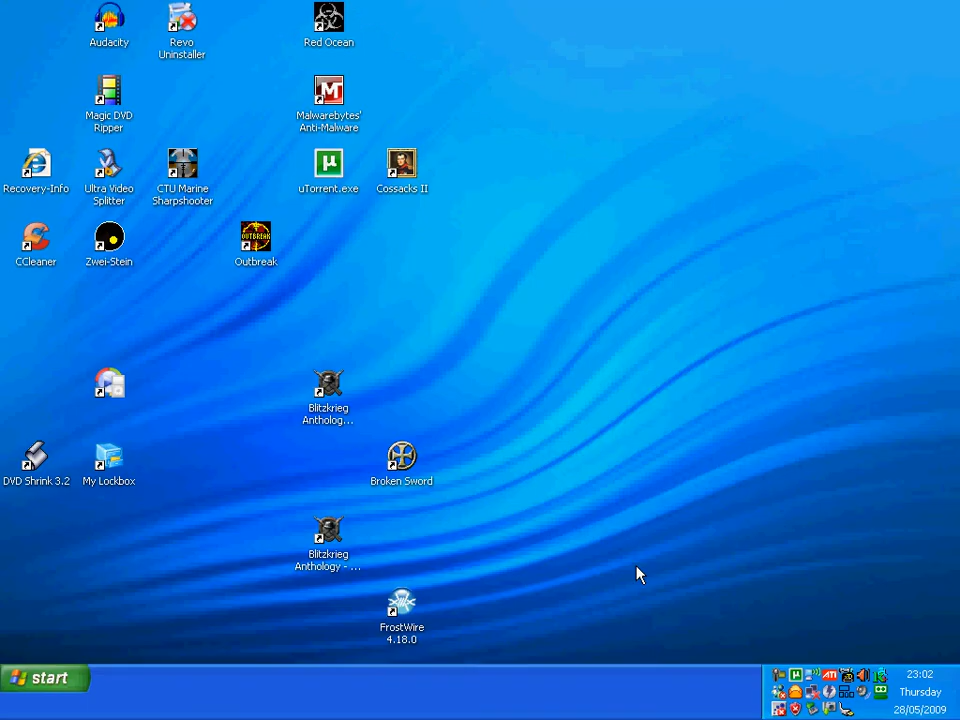 Audacity
Revo
Uninstaller
Red Ocean
Magic DVD
Ripper
Malwarebytes'
Anti-Malware
Recovery-Info
Ultra Video
Splitter
CTU Marine
Sharpshooter
uTorrent.exe
Cossacks II
CCleaner
Zwei-Stein
OUTBREAK
Outbreak
Blitzkrieg
Antholog...
DVD Shrink 3.2
My Lockbox
Broken Sword
Blitzkrieg
Anthology - ...
FrostWire
4.18.0
start
ATI
23:02
Thursday
28/05/2009